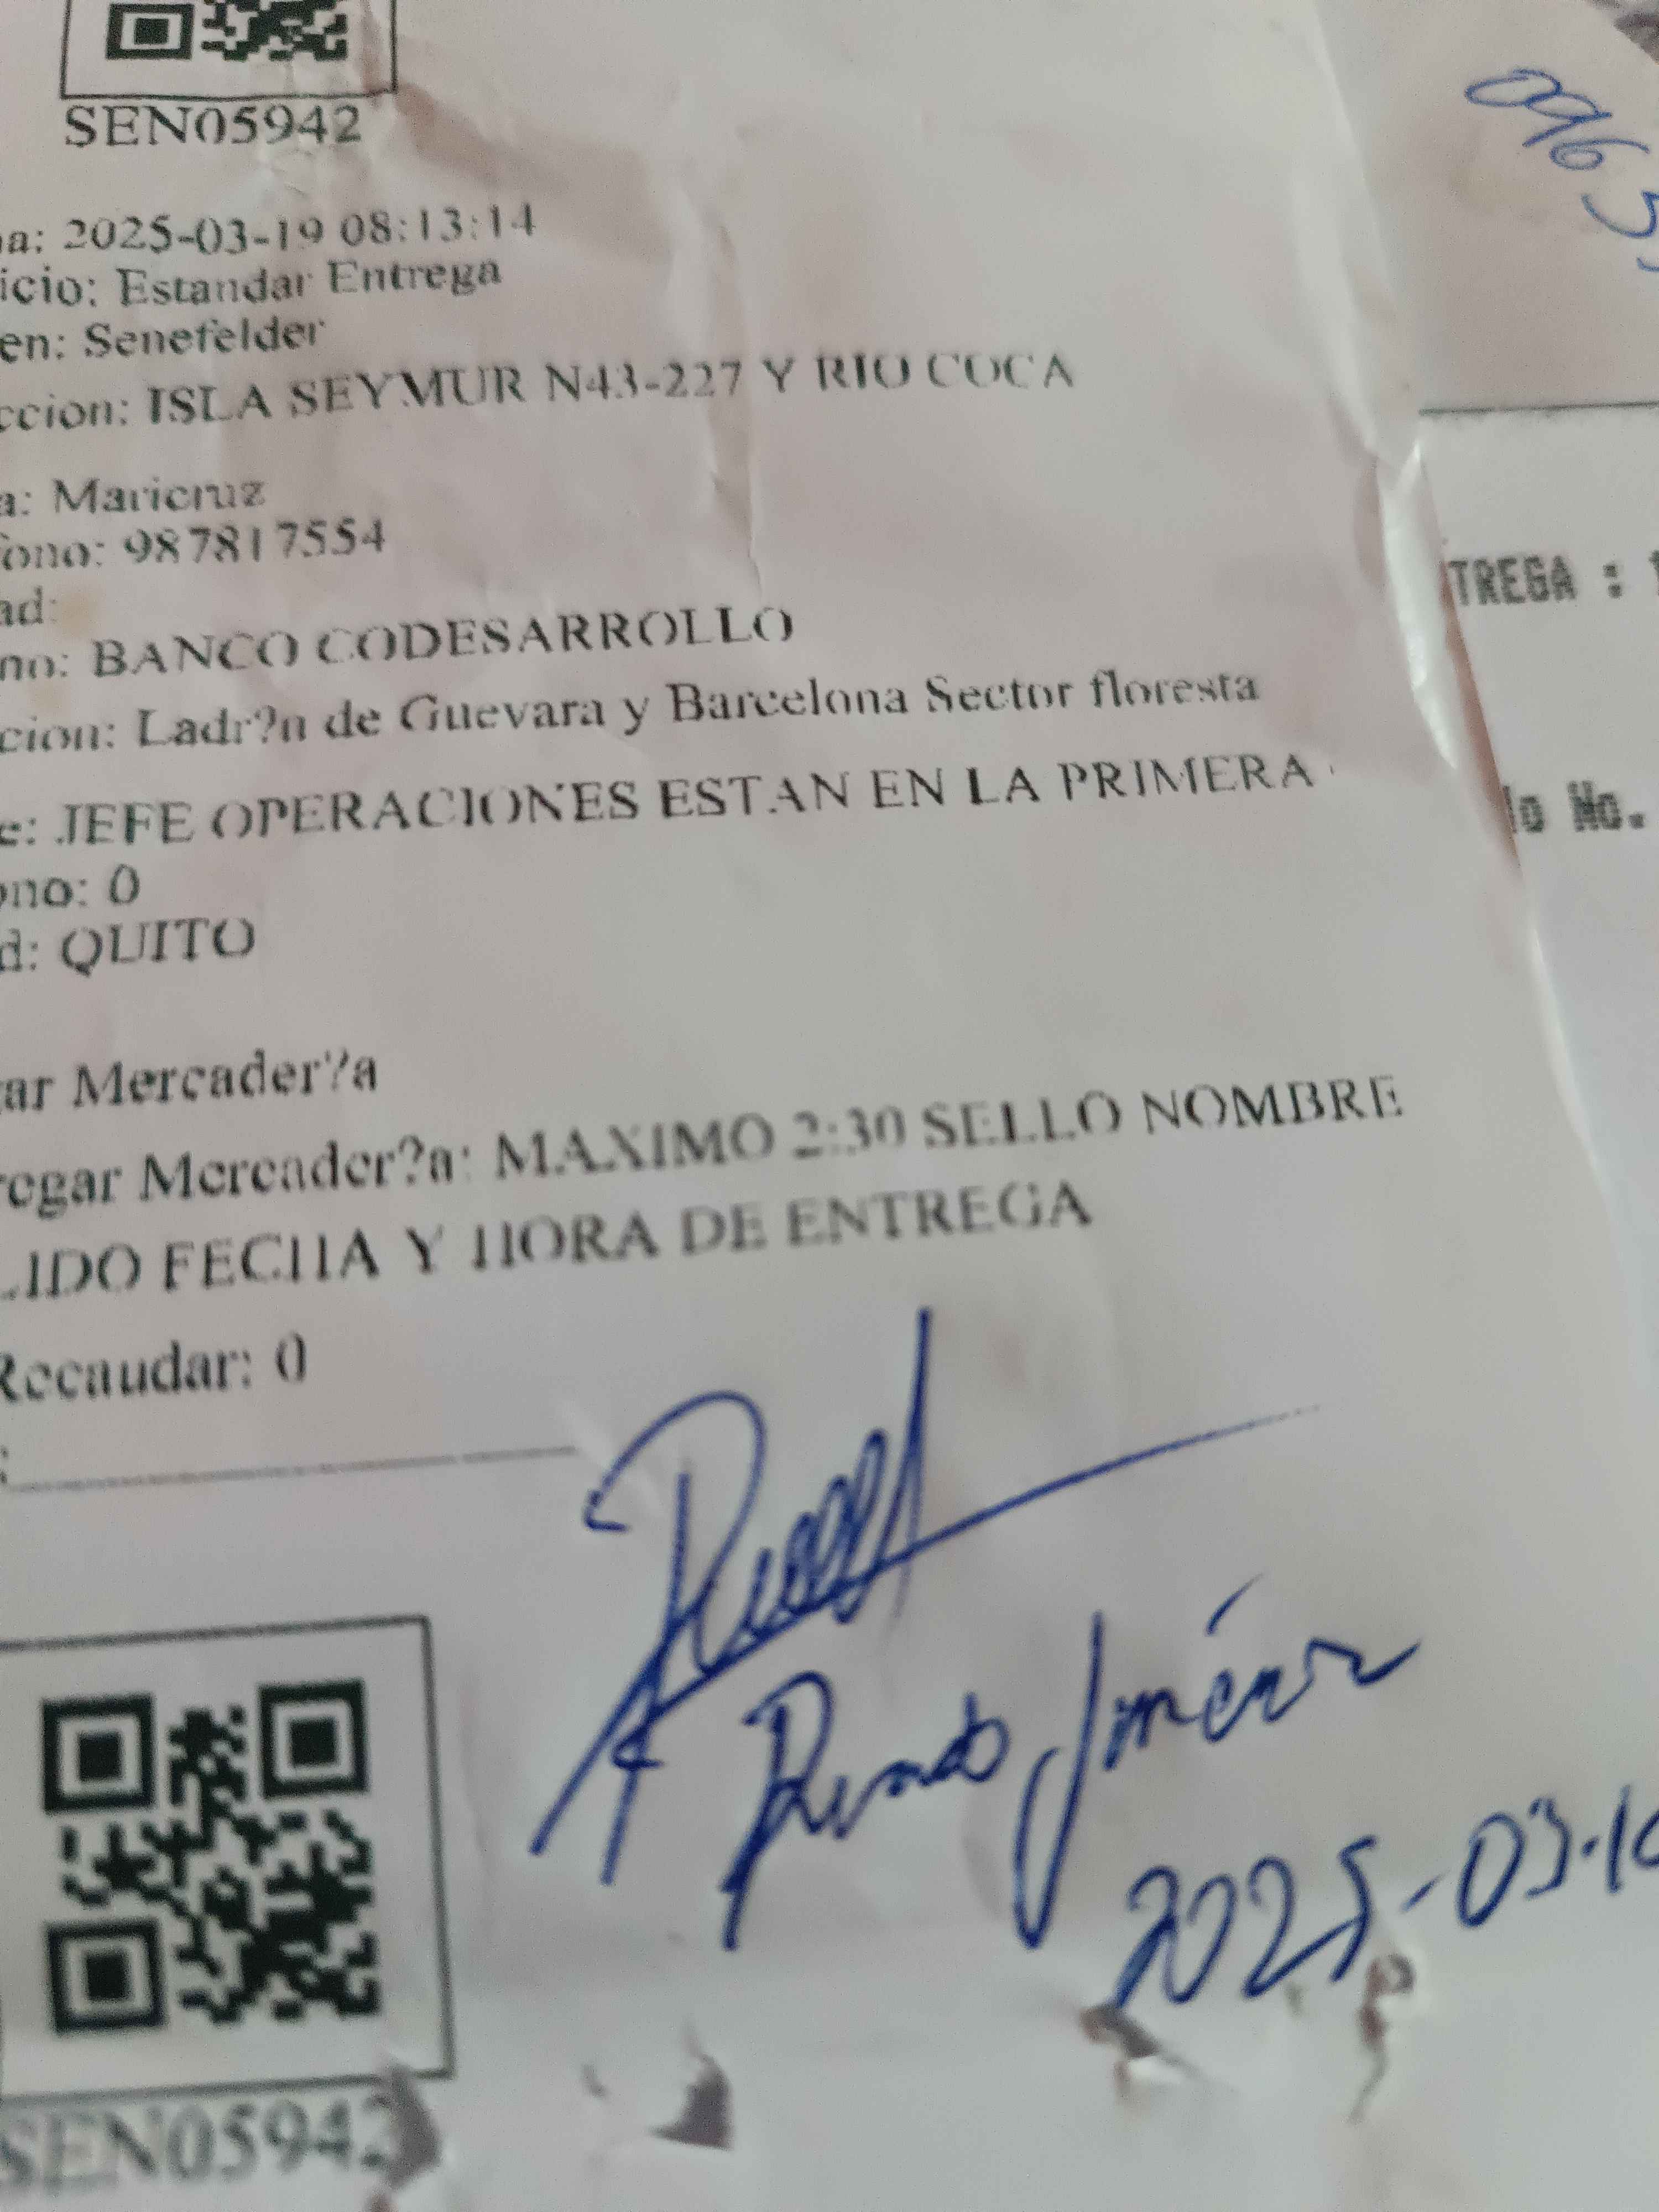 SEN05942
096
a: 2025-03-19 08:13:14
icio: Estandar Entrega
en: Senefelder
ccion: ISLA SEYMUR N43-227 Y RIO COCA
a: Maricruz
fono: 987817554
ad:
no: BANCO CODESARROLLO
TREGA :
cion: Ladr?n de Guevara y Barcelona Sector floresta
e: JEFE OPERACIONES ESTAN EN LA PRIMERA
o No.
ono: 0
d: QUITO
ar Mercader?a
regar Mercader?a: MAXIMO 2:30 SELLO NOMBRE
LIDO FECHA Y HORA DE ENTREGA
Recaudar: 0
Jiménez
2025-03-1
SEN05942